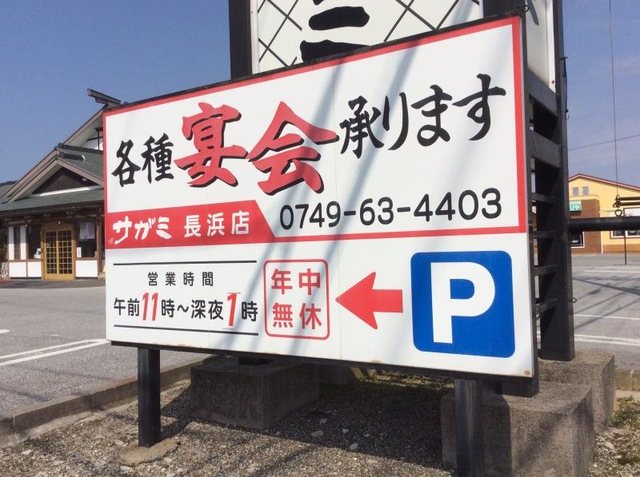 ミ
各種宴会承ります
サガミ 長浜店 0749-63-4403
営業時間
午前11時～深夜1時
年中
無休
P